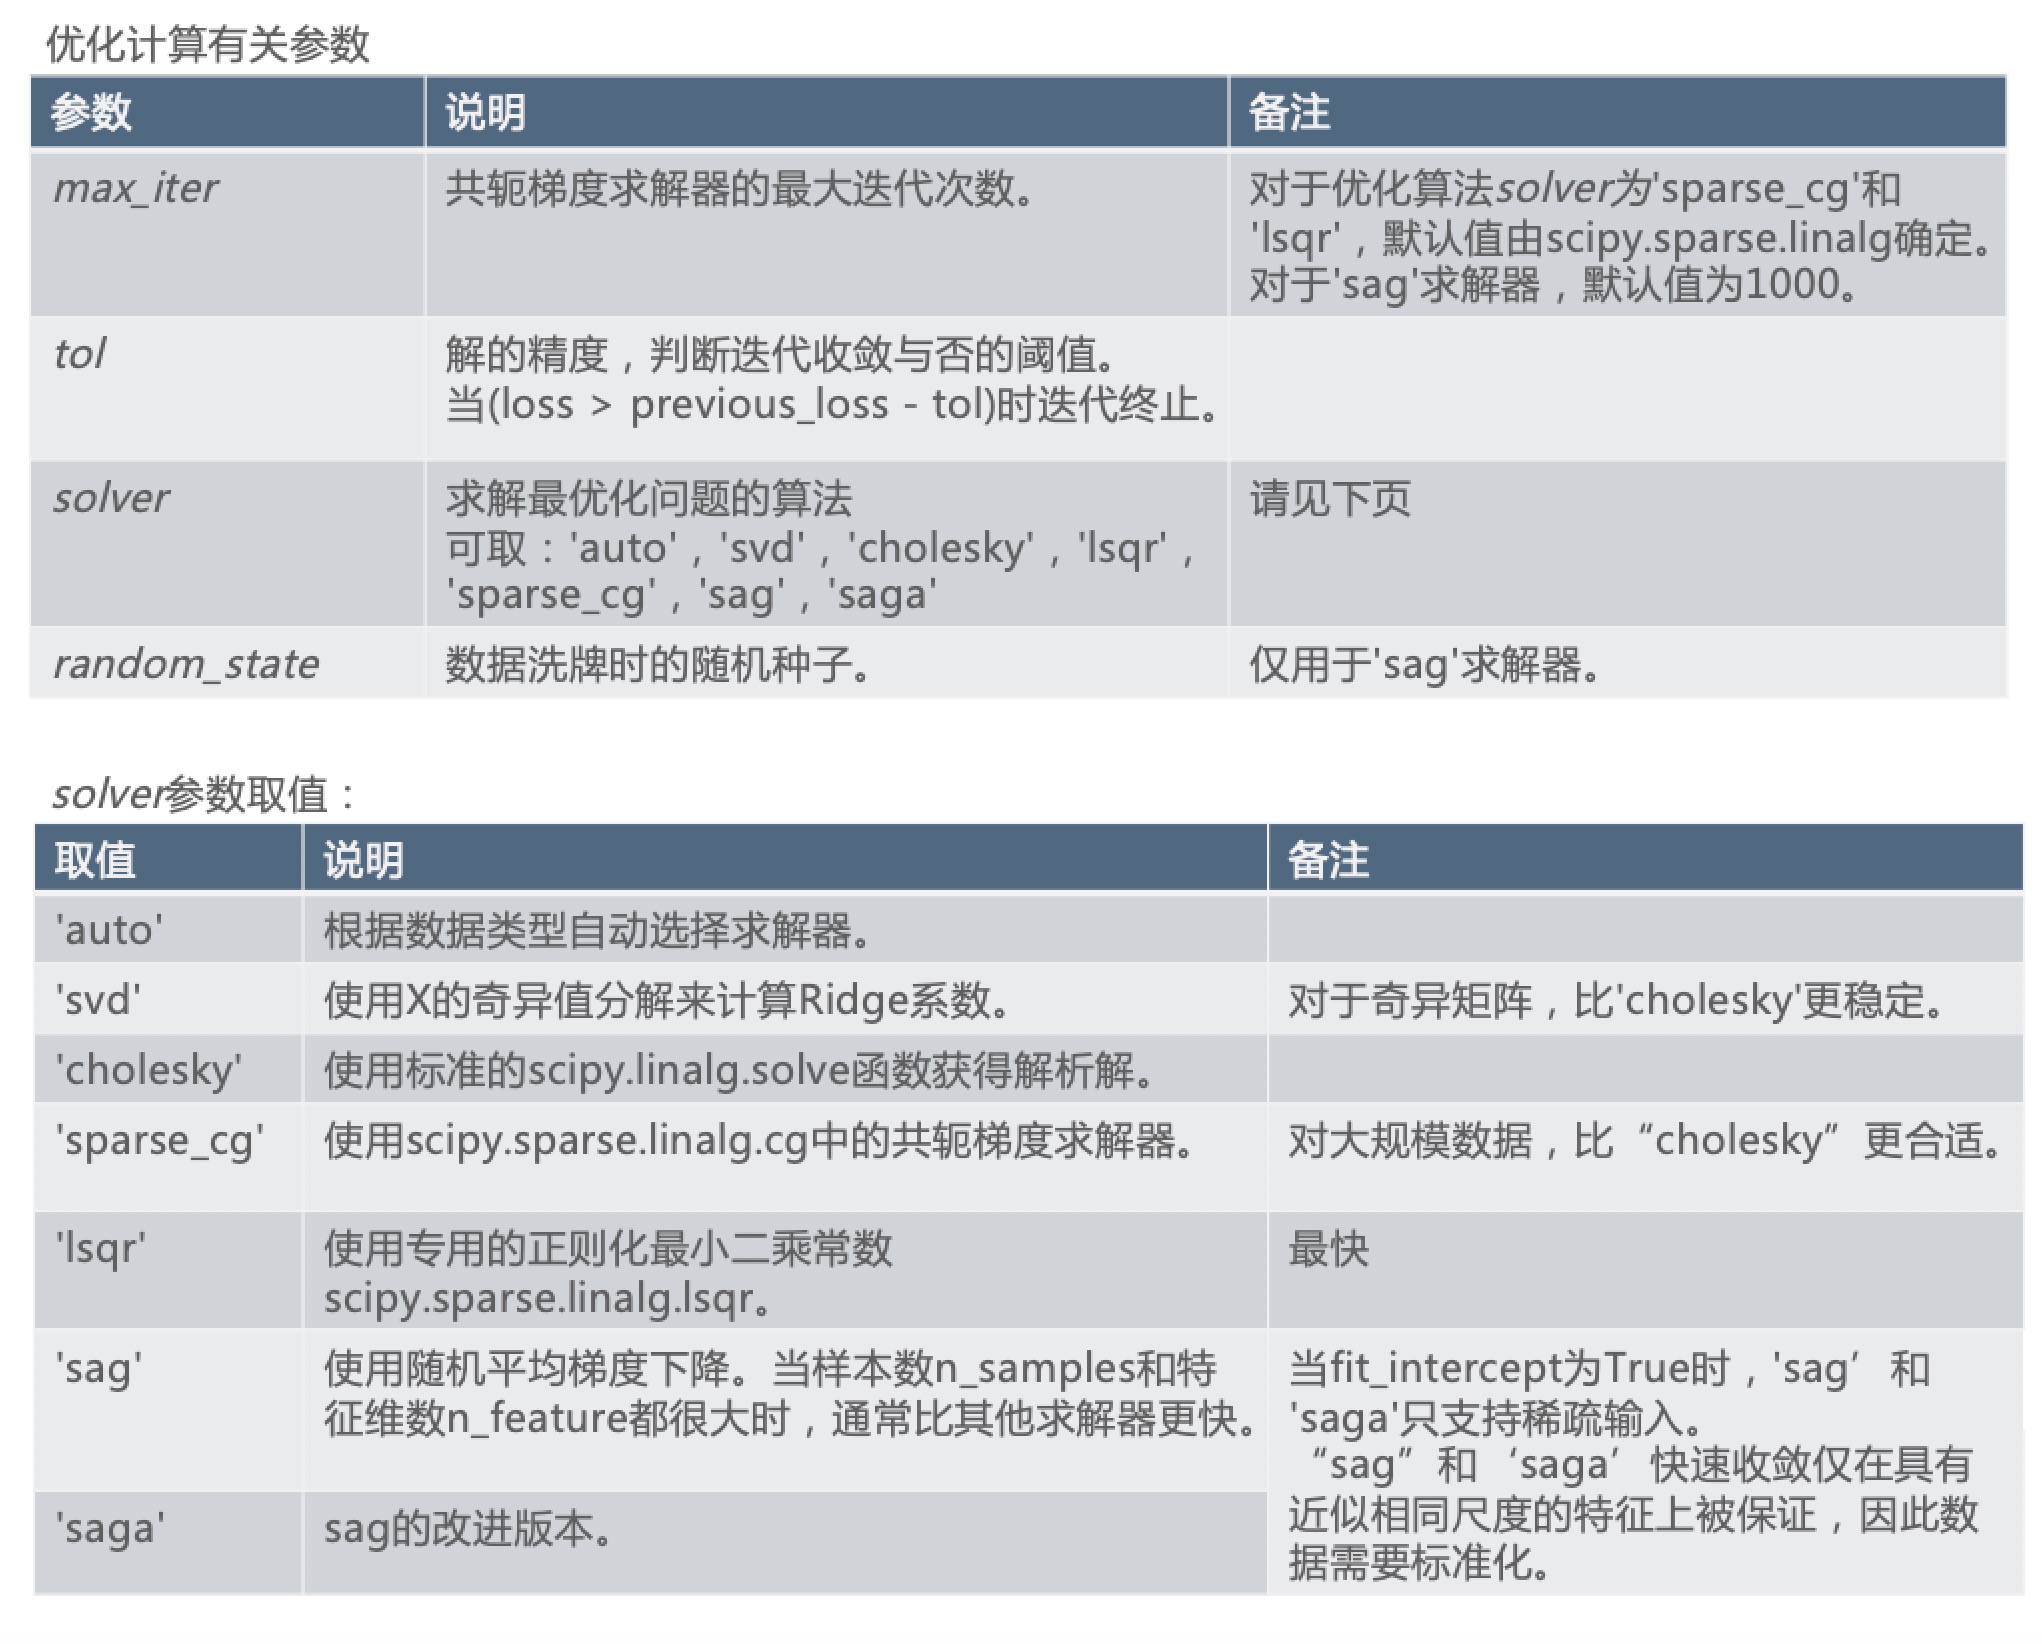 优化计算有关参数
参数 说明 备注
max_iter 共轭梯度求解器的最大迭代次数。 对于优化算法solver为'sparse_cg'和
'lsqr'，默认值由scipy.sparse.linalg确定。
对于'sag'求解器，默认值为1000。
tol 解的精度，判断迭代收敛与否的阈值。
当(loss > previous_loss - tol)时迭代终止。
solver 求解最优化问题的算法 请见下页
可取：'auto'，'svd'，'cholesky'，'lsqr'，
'sparse_cg'，'sag'，'saga'
random_state 数据洗牌时的随机种子。 仅用于'sag'求解器。
solver参数取值：
取值 说明 备注
'auto' 根据数据类型自动选择求解器。
'svd' 使用X的奇异值分解来计算Ridge系数。 对于奇异矩阵，比'cholesky'更稳定。
'cholesky' 使用标准的scipy.linalg.solve函数获得解析解。
'sparse_cg' 使用scipy.sparse.linalg.cg中的共轭梯度求解器。 对大规模数据，比“cholesky”更合适。
'lsqr' 使用专用的正则化最小二乘常数 最快
scipy.sparse.linalg.lsqr。
'sag' 使用随机平均梯度下降。当样本数n_samples和特
征维数n_feature都很大时，通常比其他求解器更快。
当fit_intercept为True时，'sag’和
'saga'只支持稀疏输入。
“sag”和‘saga’快速收敛仅在具有
近似相同尺度的特征上被保证，因此数
据需要标准化。
'saga' sag的改进版本。